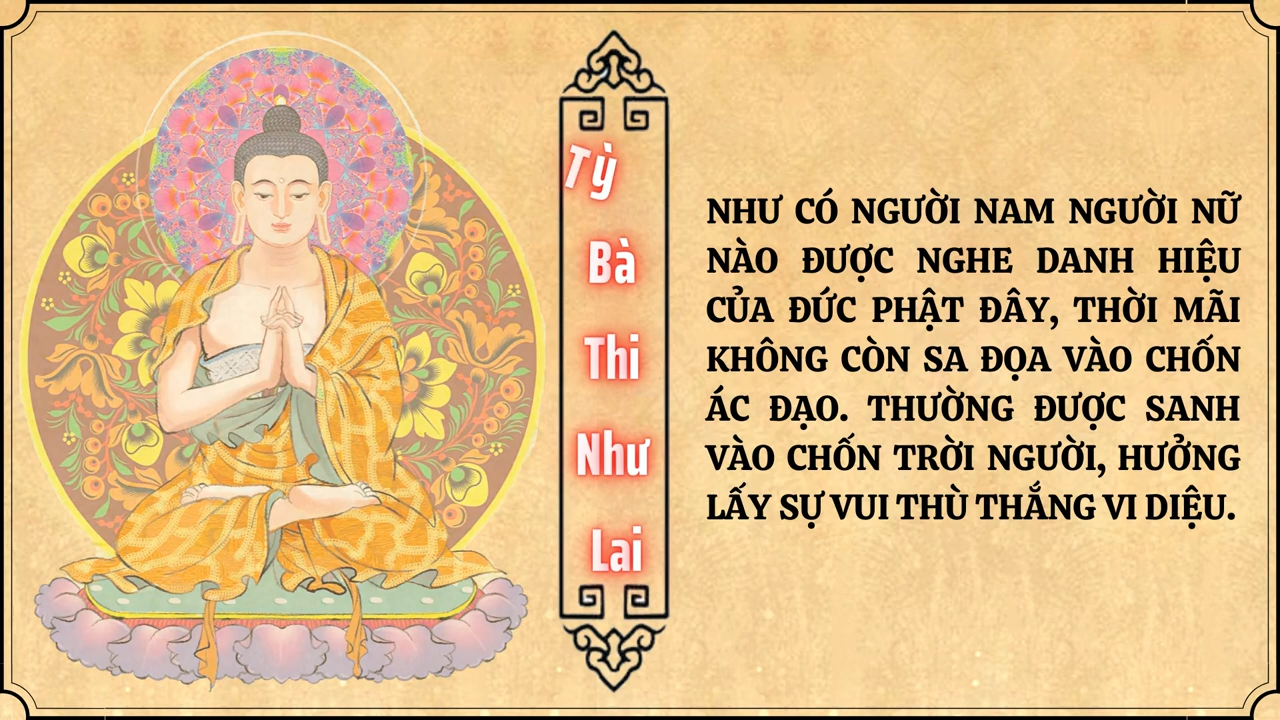 Tỳ
Bà
Thi
Như
Lai
NHƯ CÓ NGƯỜI NAM NGƯỜI NỮ
NÀO ĐƯỢC NGHE DANH HIỆU
CỦA ĐỨC PHẬT ĐÂY, THỜI MÃI
KHÔNG CÒN SA ĐỌA VÀO CHỐN
ÁC ĐẠO. THƯỜNG ĐƯỢC SANH
VÀO CHỐN TRỜI NGƯỜI, HƯỞNG
LẤY SỰ VUI THÙ THẮNG VI DIỆU.